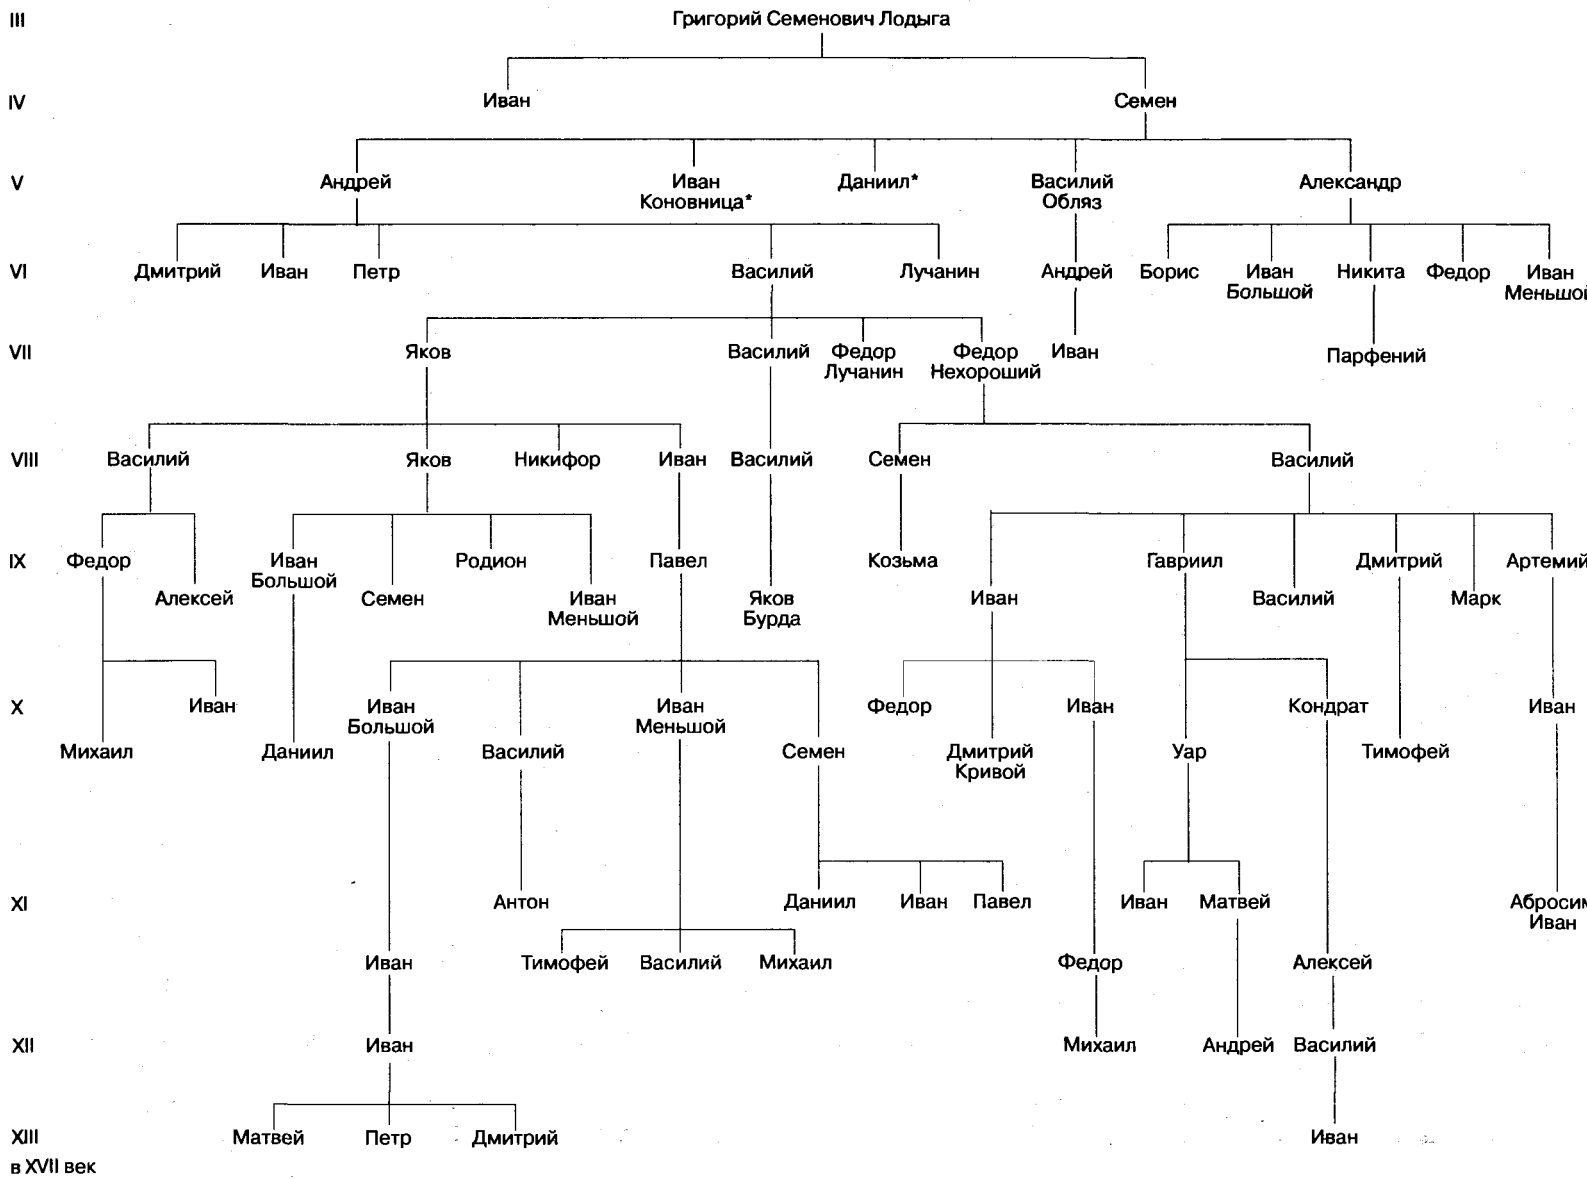 III Григорий Семенович Лодыга
IV Иван Семен
V Андрей Иван Даниил* Василий Александр
Коновница* Обляз
VI Дмитрий Иван Петр Василий Лучанин Андрей Борис Иван Никита Федор Иван
Большой Меньшой
VII Яков Василий Федор Федор Иван Парфений
Лучанин Нехороший
VIII Василий Яков Никифор Иван Василий Семен Василий
IX Федор Иван Родион Павел Козьма Гавриил Дмитрий Артемий
Большой
Алексей Семен Иван Яков Иван Василий Марк
Меньшой Бурда
X Иван Иван Иван Федор Иван Кондрат Иван
Большой Меньшой
Михаил Даниил Василий Семен Дмитрий Уар Тимофей
Кривой
XI Антон Даниил Иван Павел Иван Матвей Абросим
Иван
Иван Тимофей Василий Михаил Федор Алексей
XII Иван Михаил Андрей Василий
XIII Матвей Петр Дмитрий Иван
в XVII век